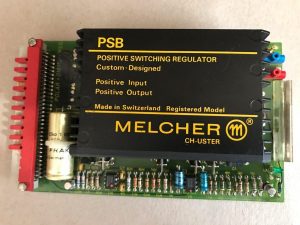 PSB
POSITIVE SWITCHING REGULATOR
Custom-Designed
Positive Input
Positive Output
Made in Switzerland Registered Model
MELCHER m ®
CH-USTER